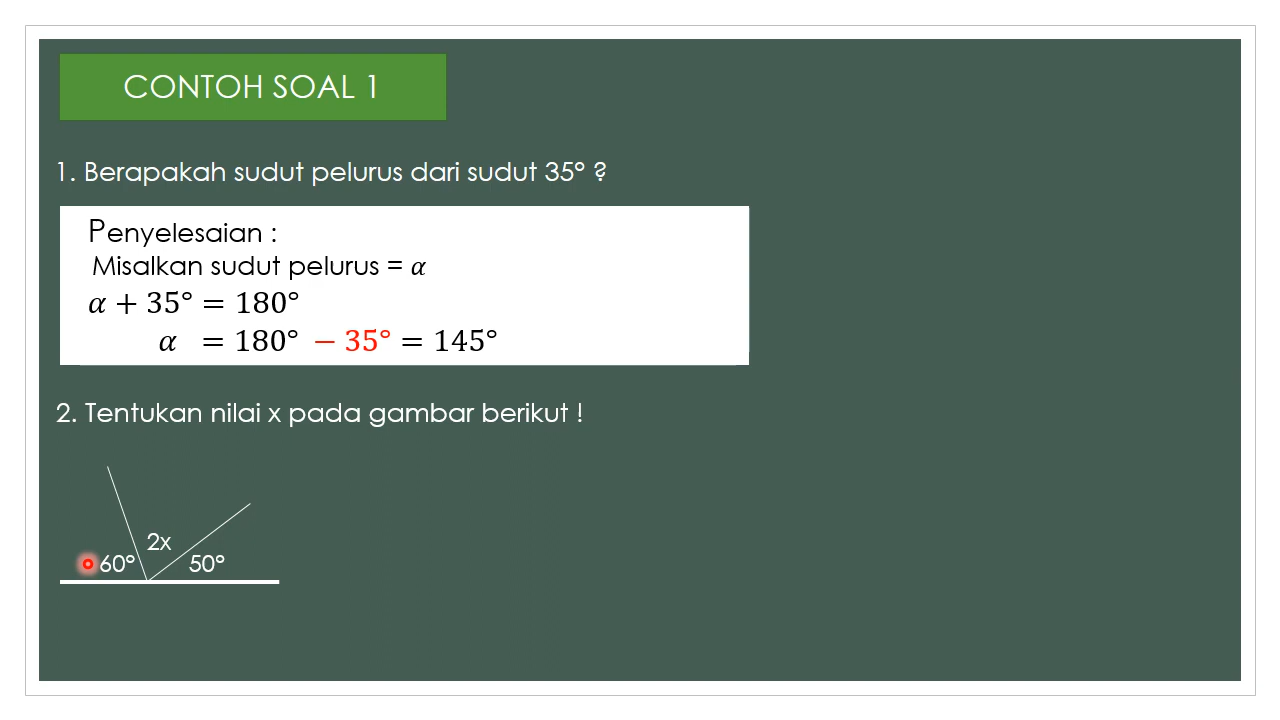 CONTOH SOAL 1
1. Berapakah sudut pelurus dari sudut 35° ?
Penyelesaian :
Misalkan sudut pelurus = α
α + 35° = 180°
α = 180° − 35° = 145°
2. Tentukan nilai x pada gambar berikut !
2x
60° 50°